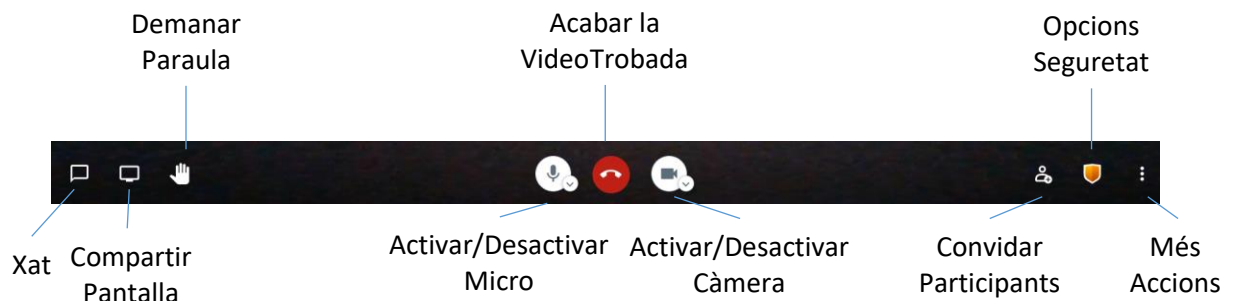 Demanar
Paraula
Acabar la
VideoTrobada
Opcions
Seguretat
Xat
Compartir
Pantalla
Activar/Desactivar
Micro
Activar/Desactivar
Càmera
Convidar
Participants
Més
Accions